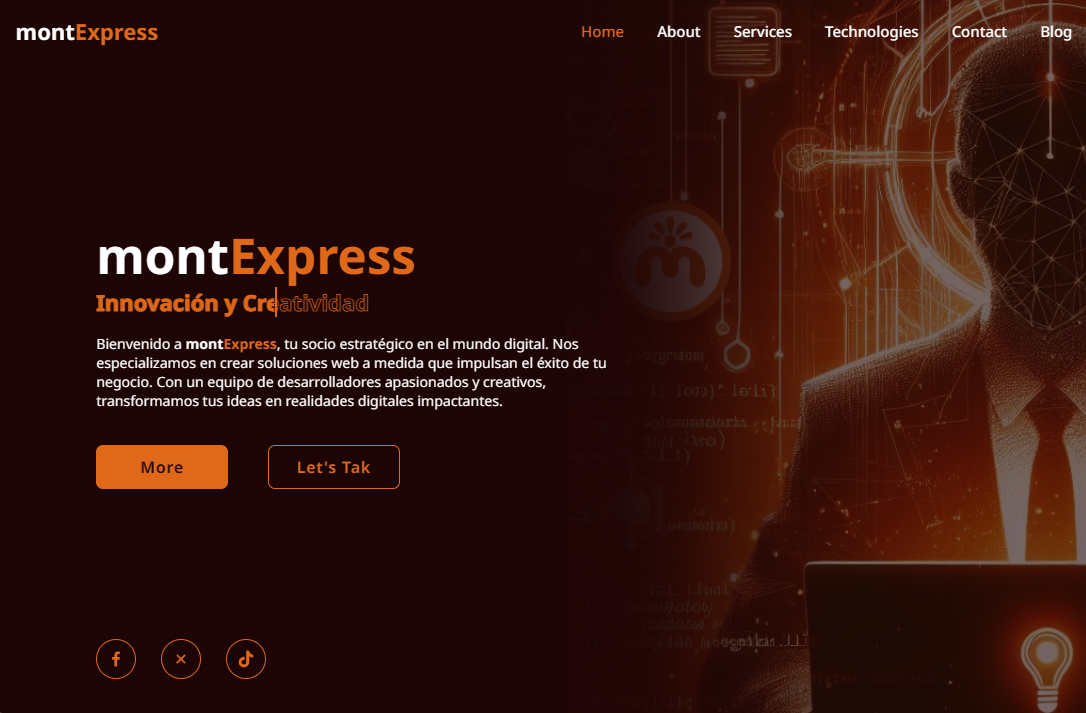 montExpress
Home About Services Technologies Contact Blog
montExpress
Innovación y Creatividad
Bienvenido a montExpress, tu socio estratégico en el mundo digital. Nos
especializamos en crear soluciones web a medida que impulsan el éxito de tu
negocio. Con un equipo de desarrolladores apasionados y creativos,
transformamos tus ideas en realidades digitales impactantes.
More Let's Tak